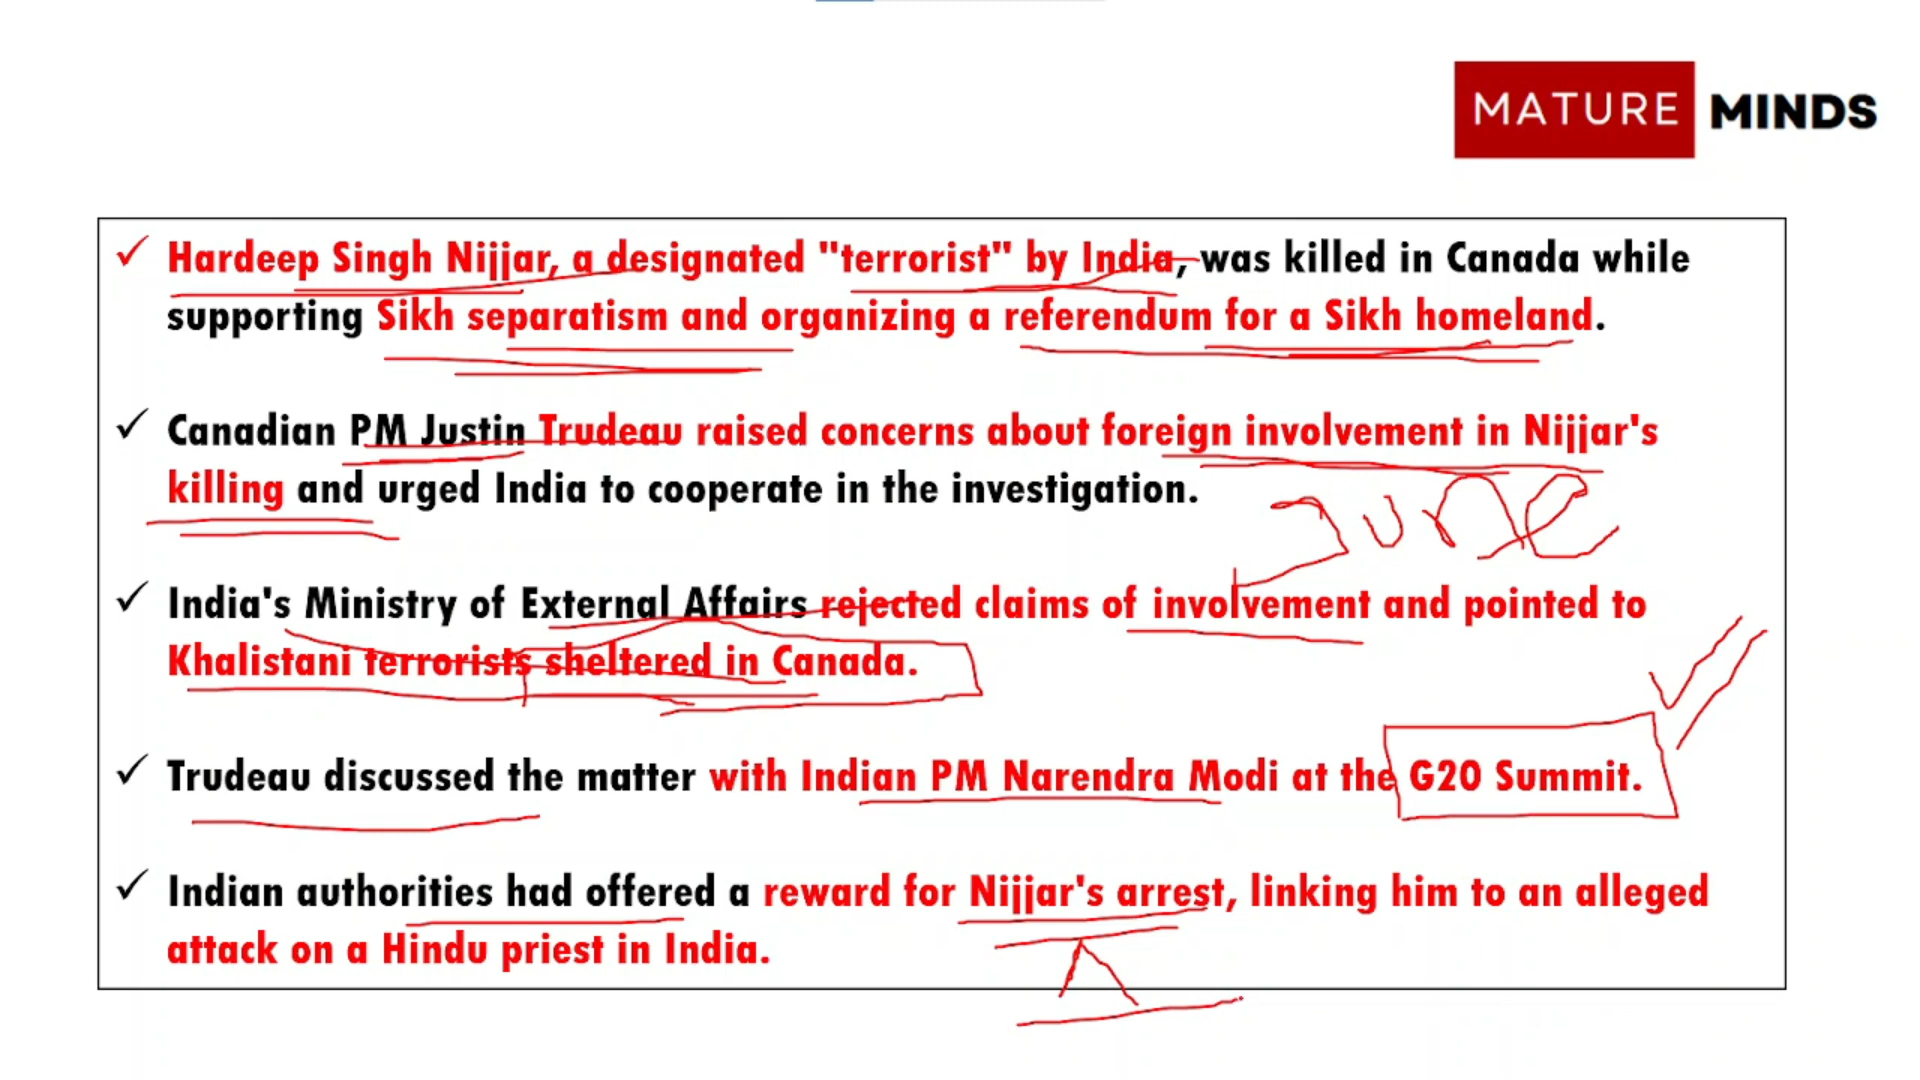 MATURE MINDS
✓ Hardeep Singh Nijjar, a designated "terrorist" by India, was killed in Canada while
supporting Sikh separatism and organizing a referendum for a Sikh homeland.
✓ Canadian PM Justin Trudeau raised concerns about foreign involvement in Nijjar's
killing and urged India to cooperate in the investigation.
June
✓ India's Ministry of External Affairs rejected claims of involvement and pointed to
Khalistani terrorists sheltered in Canada.
✓ Trudeau discussed the matter with Indian PM Narendra Modi at the G20 Summit.
✓ Indian authorities had offered a reward for Nijjar's arrest, linking him to an alleged
attack on a Hindu priest in India.